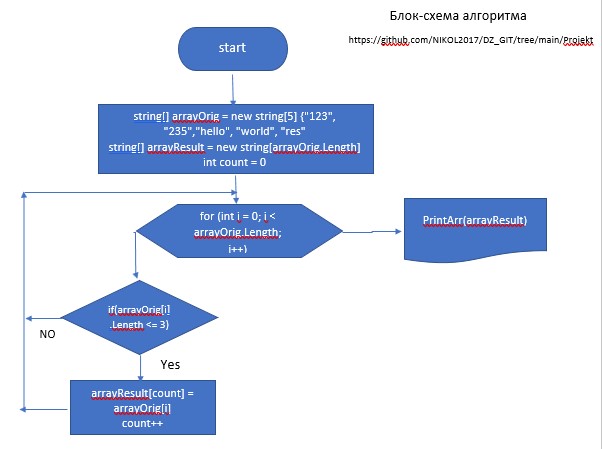 Блок-схема алгоритма
https://github.com/NIKOL2017/DZ_GIT/tree/main/Projekt
start
string[] arrayOrig = new string[5] {"123",
"235","hello", "world", "res"
string[] arrayResult = new string[arrayOrig.Length]
int count = 0
for (int i = 0; i <
arrayOrig.Length;
i++)
PrintArr(arrayResult)
if(arrayOrig[i]
.Length <= 3)
NO
Yes
arrayResult[count] =
arrayOrig[i]
count++